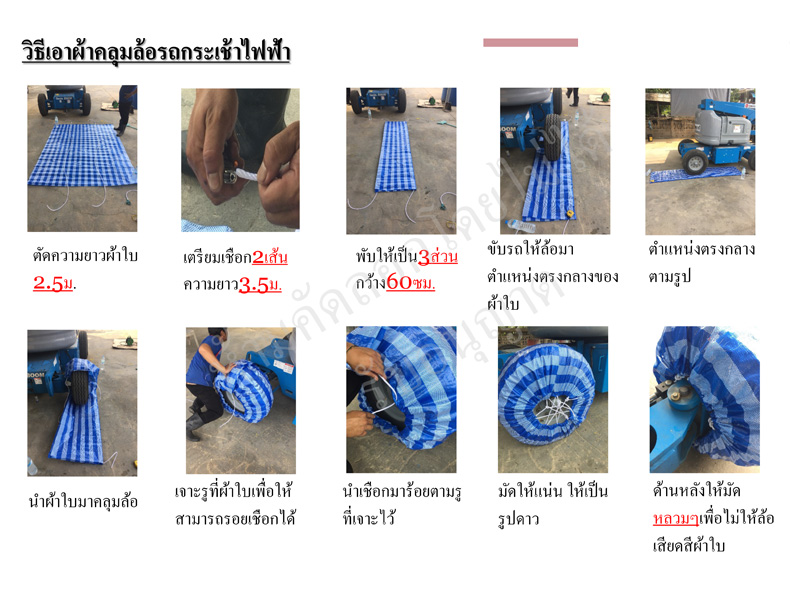 วิธีเอาผ้าคลุมล้อรถกระเช้าไฟฟ้า
ตัดความยาวผ้าใบ
2.5ม.
เตรียมเชือก2เส้น
ความยาว3.5ม.
พับให้เป็น3ส่วน
กว้าง60ซม.
ขับรถให้ล้อมา
ตำแหน่งตรงกลางของ
ผ้าใบ
ตำแหน่งตรงกลาง
ตามรูป
นำผ้าใบมาคลุมล้อ
เจาะรูที่ผ้าใบเพื่อให้
สามารถรอยเชือกได้
นำเชือกมาร้อยตามรู
ที่เจาะไว้
มัดให้แน่น ให้เป็น
รูปดาว
ด้านหลังให้มัด
หลวมๆเพื่อไม่ให้ล้อ
เสียดสีผ้าใบ